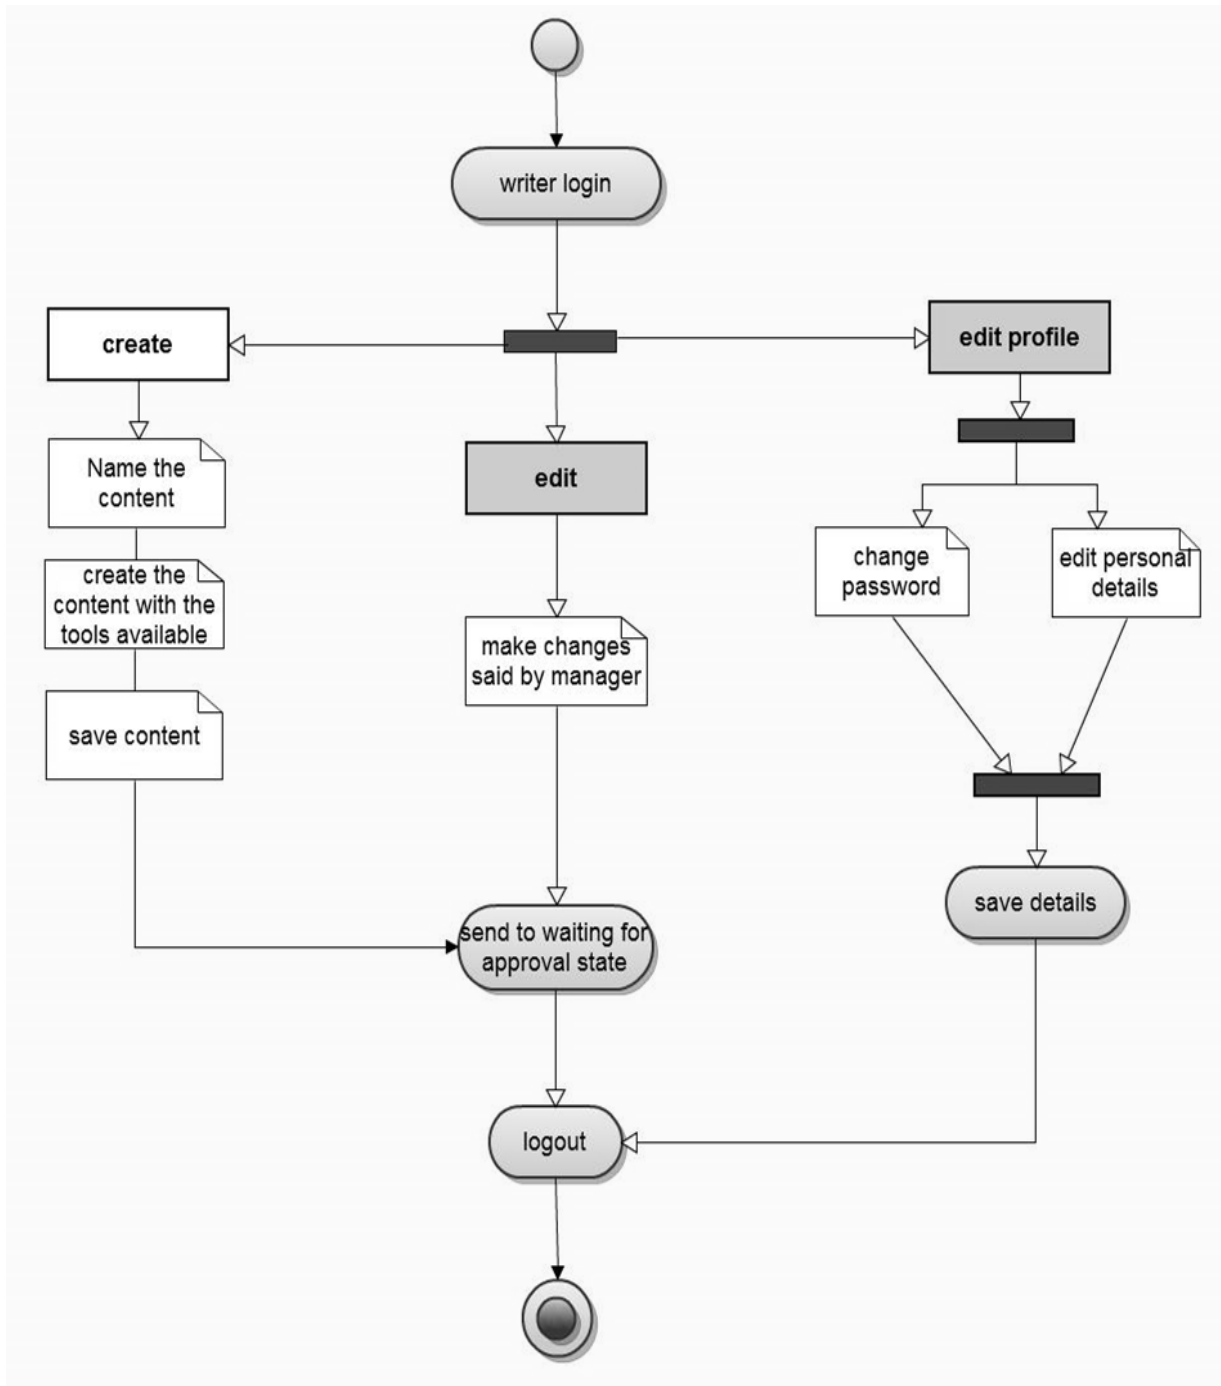 writer login
create
edit profile
Name the
content
edit
change
password
edit personal
details
create the
content with the
tools available
make changes
said by manager
save content
save details
send to waiting for
approval state
logout